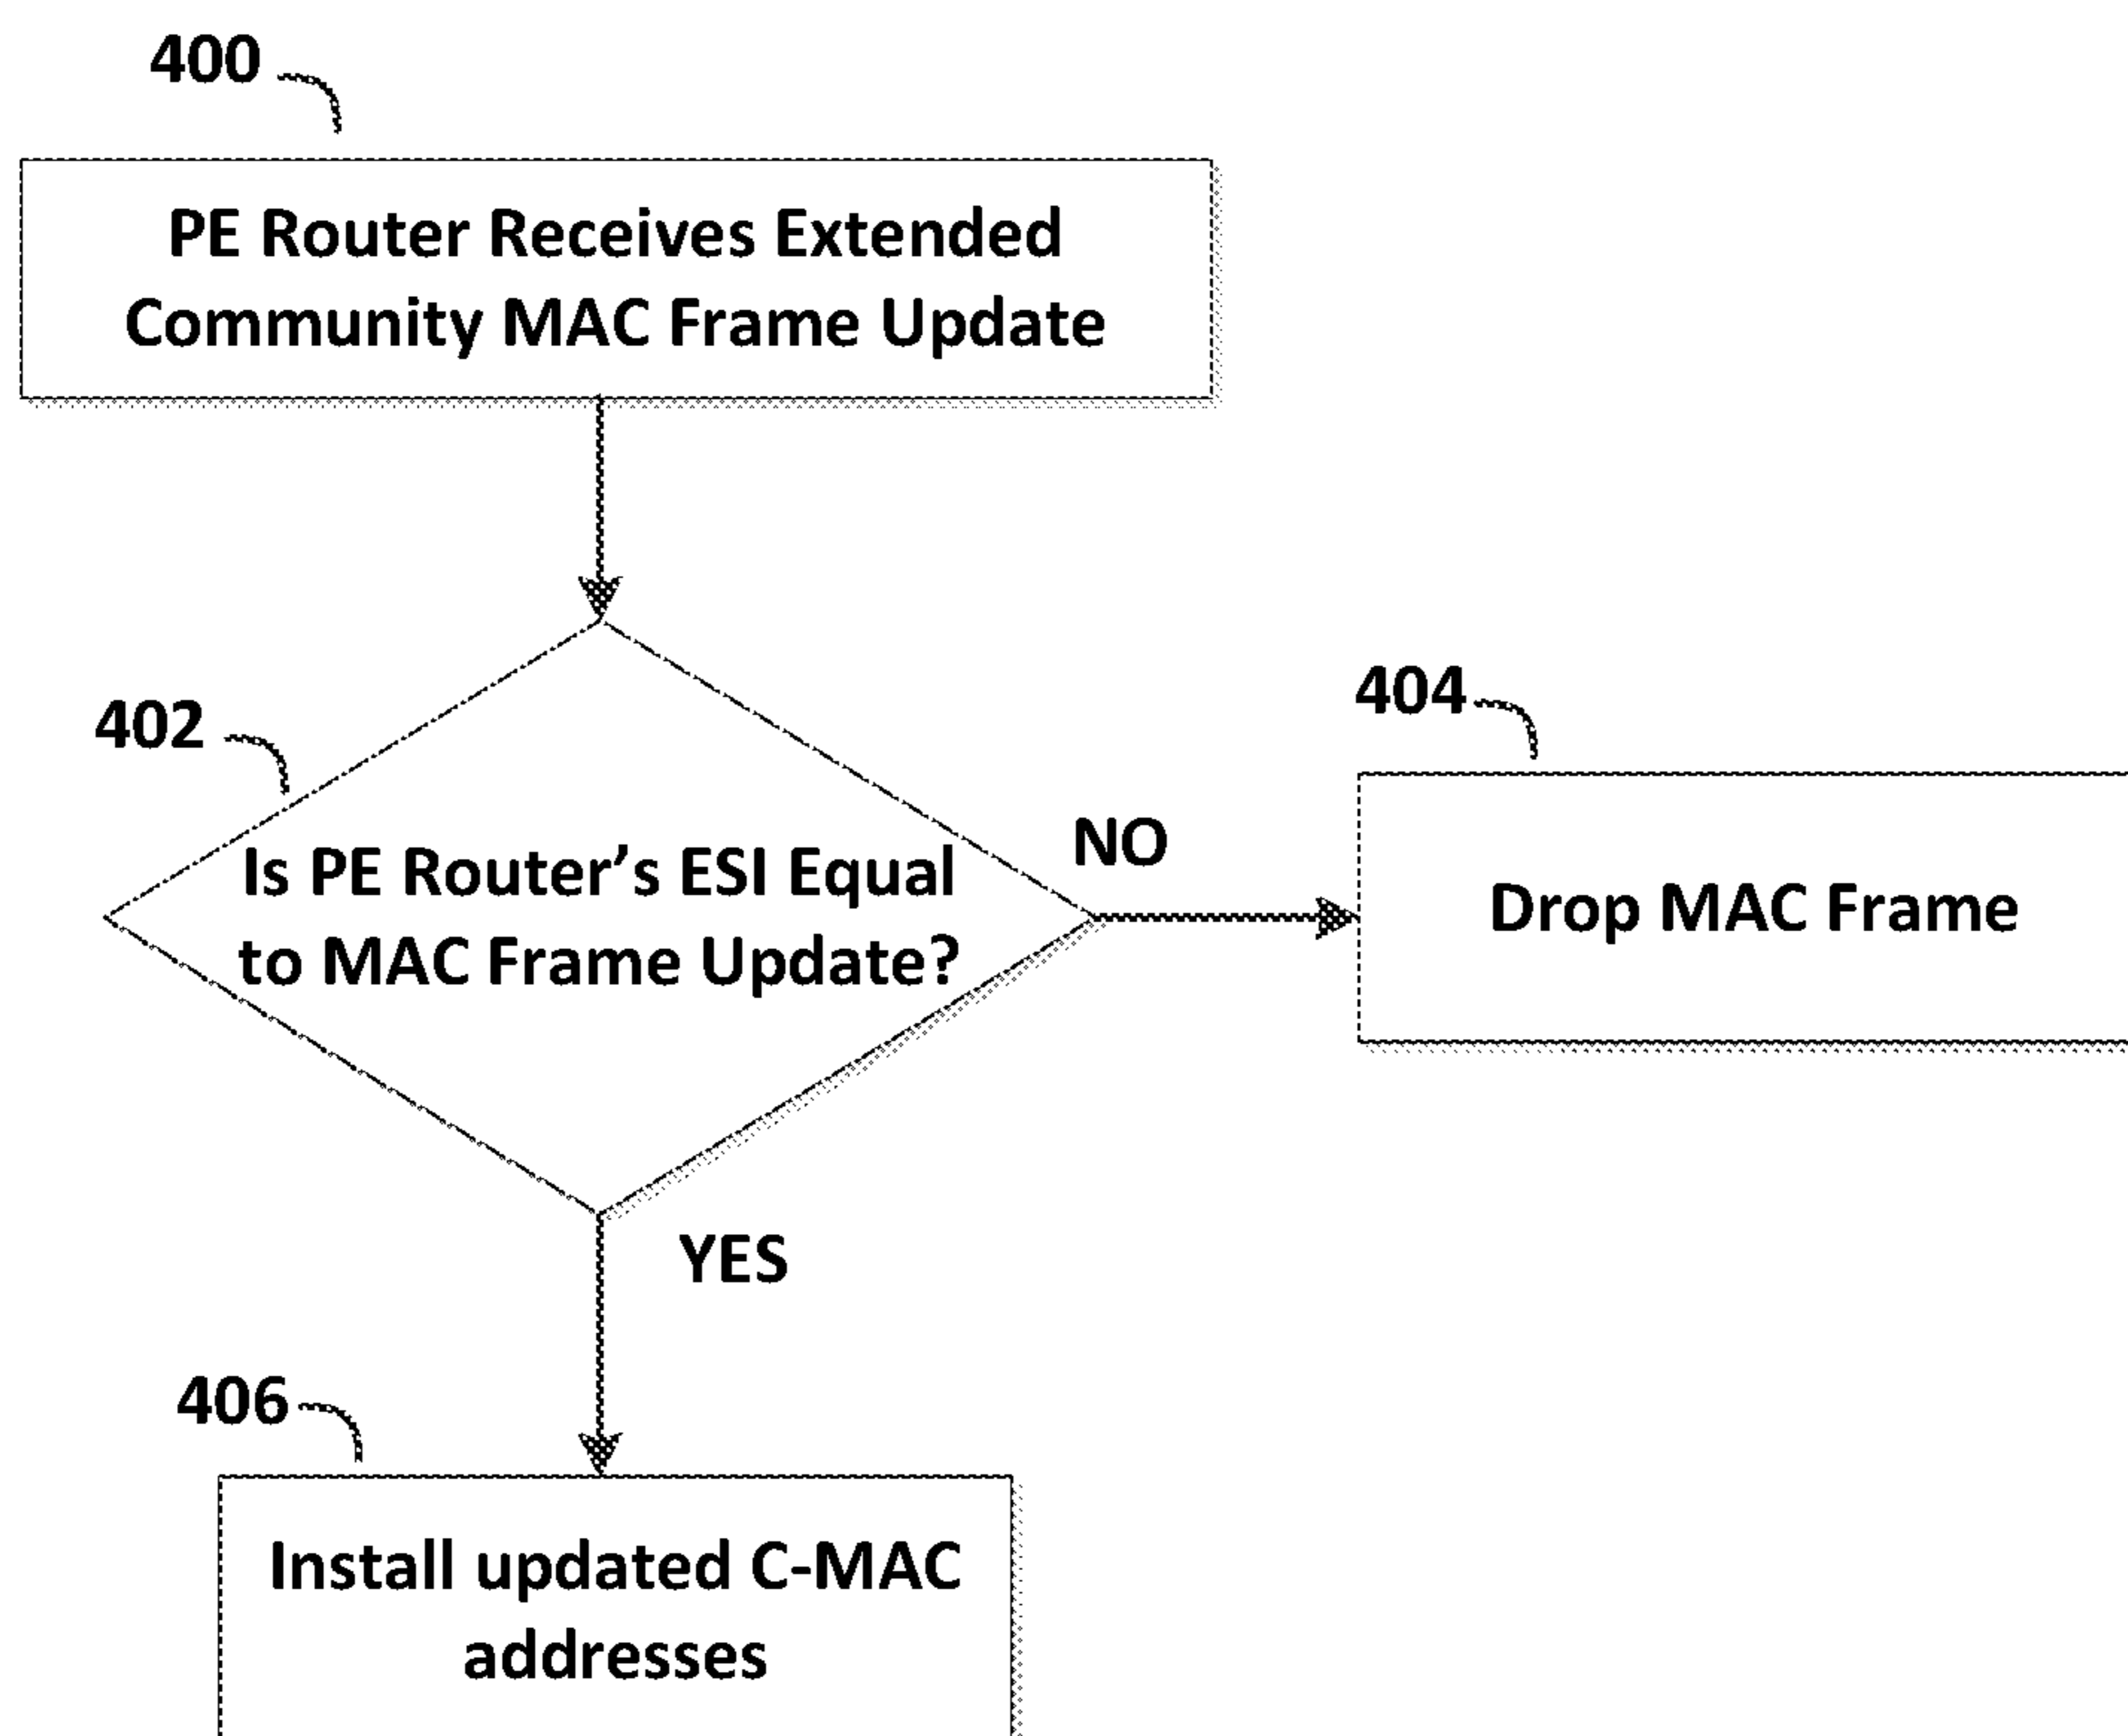 400
PE Router Receives Extended
Community MAC Frame Update
402
Is PE Router’s ESI Equal
to MAC Frame Update?
NO
404
Drop MAC Frame
YES
406
Install updated C-MAC
addresses